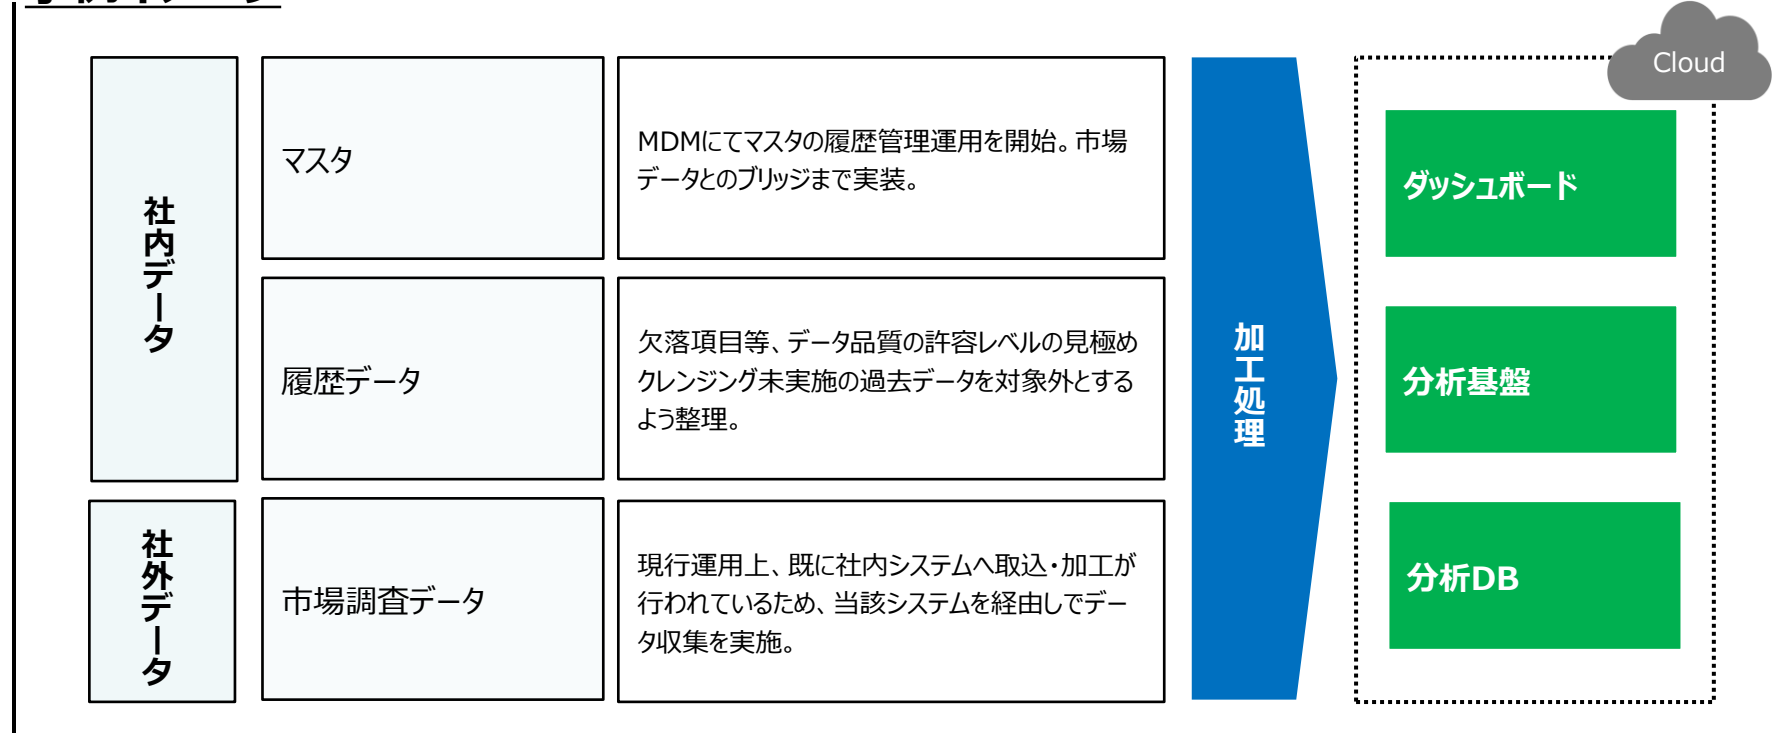 Cloud
社内データ
マスタ
MDMにてマスタの履歴管理運用を開始。市場
データとのブリッジまで実装。
履歴データ
欠落項目等、データ品質の許容レベルの見極め
クレンジング未実施の過去データを対象外とする
よう整理。
社外データ
市場調査データ
現行運用上、既に社内システムへ取込・加工が
行われているため、当該システムを経由しでデー
タ収集を実施。
加工処理
ダッシュボード
分析基盤
分析DB